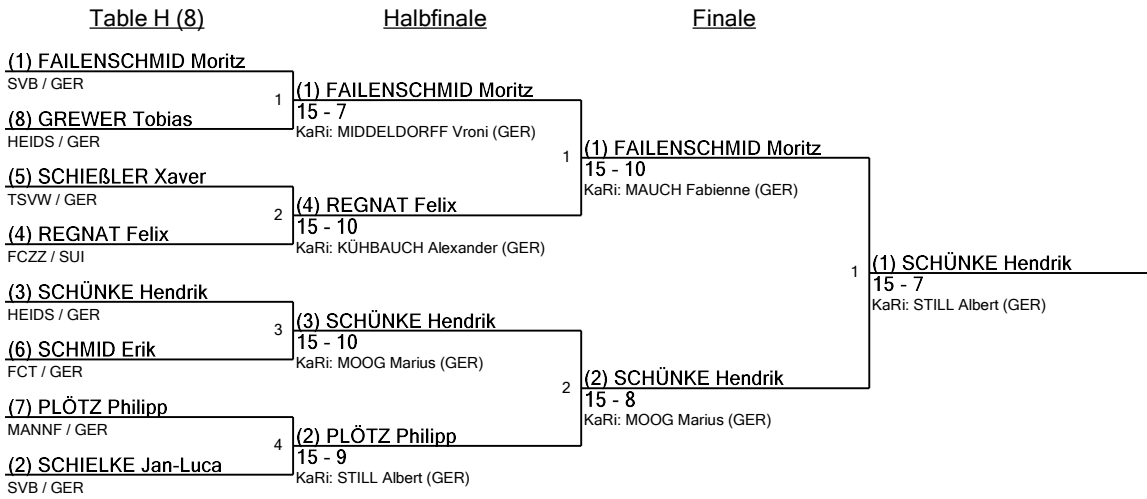 Table H (8)
Halbfinale
Finale
(1) FAILENSCHMID Moritz
SVB / GER
(8) GREWER Tobias
HEIDS / GER
(5) SCHIEßLER Xaver
TSVW / GER
(4) REGNAT Felix
FCZZ / SUI
(3) SCHÜNKE Hendrik
HEIDS / GER
(6) SCHMID Erik
FCT / GER
(7) PLÖTZ Philipp
MANNF / GER
(2) SCHIELKE Jan-Luca
SVB / GER
1
(1) FAILENSCHMID Moritz
15 - 7
KaRi: MIDDELDORFF Vroni (GER)
2
(4) REGNAT Felix
15 - 10
KaRi: KÜHBAUCH Alexander (GER)
3
(3) SCHÜNKE Hendrik
15 - 10
KaRi: MOOG Marius (GER)
4
(2) PLÖTZ Philipp
15 - 9
KaRi: STILL Albert (GER)
1
(1) FAILENSCHMID Moritz
15 - 10
KaRi: MAUCH Fabienne (GER)
2
(2) SCHÜNKE Hendrik
15 - 8
KaRi: MOOG Marius (GER)
1
(1) SCHÜNKE Hendrik
15 - 7
KaRi: STILL Albert (GER)